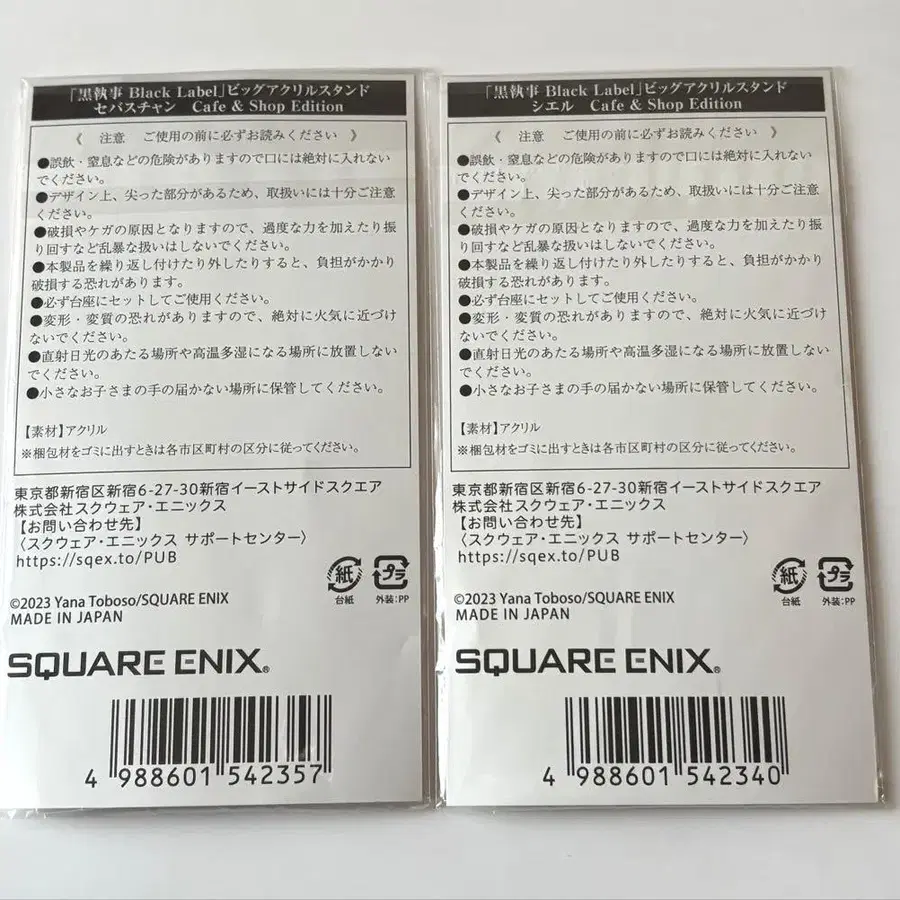 「黒執事 Black Label」ビッグアクリルスタンド
セバスチャン Cafe & Shop Edition
《 注意 ご使用の前に必ずお読みください 》
●誤飲・窒息などの危険がありますので口には絶対に入れない
でください。
●デザイン上、尖った部分があるため、取扱いには十分ご注意
ください。
●破損やケガの原因となりますので、過度な力を加えたり振
り回すなど乱暴な扱いはしないでください。
●本製品を繰り返し付けたり外したりすると、負担がかかり
破損する恐れがあります。
●必ず台座にセットしてご使用ください。
●変形・変質の恐れがありますので、絶対に火気に近づけ
ないでください。
●直射日光のあたる場所や高温多湿になる場所に放置しない
でください。
●小さなお子さまの手の届かない場所に保管してください。
【素材】アクリル
※梱包材をゴミに出すときは各市区町村の区分に従ってください。
東京都新宿区新宿6-27-30新宿イーストサイドスクエア
株式会社スクウェア・エニックス
【お問い合わせ先】
〈スクウェア・エニックス サポートセンター〉
https://sqex.to/PUB
紙
台紙
プラ
外装:PP
©2023 Yana Toboso/SQUARE ENIX
MADE IN JAPAN
SQUARE ENIX®
4 988601 542357
「黒執事 Black Label」ビッグアクリルスタンド
シエル Cafe & Shop Edition
《 注意 ご使用の前に必ずお読みください 》
●誤飲・窒息などの危険がありますので口には絶対に入れない
でください。
●デザイン上、尖った部分があるため、取扱いには十分ご注意
ください。
●破損やケガの原因となりますので、過度な力を加えたり振
り回すなど乱暴な扱いはしないでください。
●本製品を繰り返し付けたり外したりすると、負担がかかり
破損する恐れがあります。
●必ず台座にセットしてご使用ください。
●変形・変質の恐れがありますので、絶対に火気に近づけ
ないでください。
●直射日光のあたる場所や高温多湿になる場所に放置しない
でください。
●小さなお子さまの手の届かない場所に保管してください。
【素材】アクリル
※梱包材をゴミに出すときは各市区町村の区分に従ってください。
東京都新宿区新宿6-27-30新宿イーストサイドスクエア
株式会社スクウェア・エニックス
【お問い合わせ先】
〈スクウェア・エニックス サポートセンター〉
https://sqex.to/PUB
紙
台紙
プラ
外装:PP
©2023 Yana Toboso/SQUARE ENIX
MADE IN JAPAN
SQUARE ENIX®
4 988601 542340